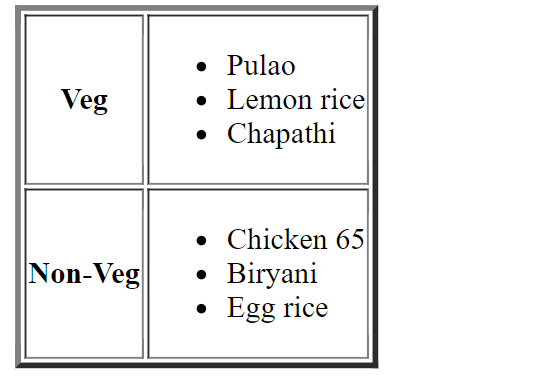 Veg
• Pulao
• Lemon rice
• Chapathi
Non-Veg
• Chicken 65
• Biryani
• Egg rice